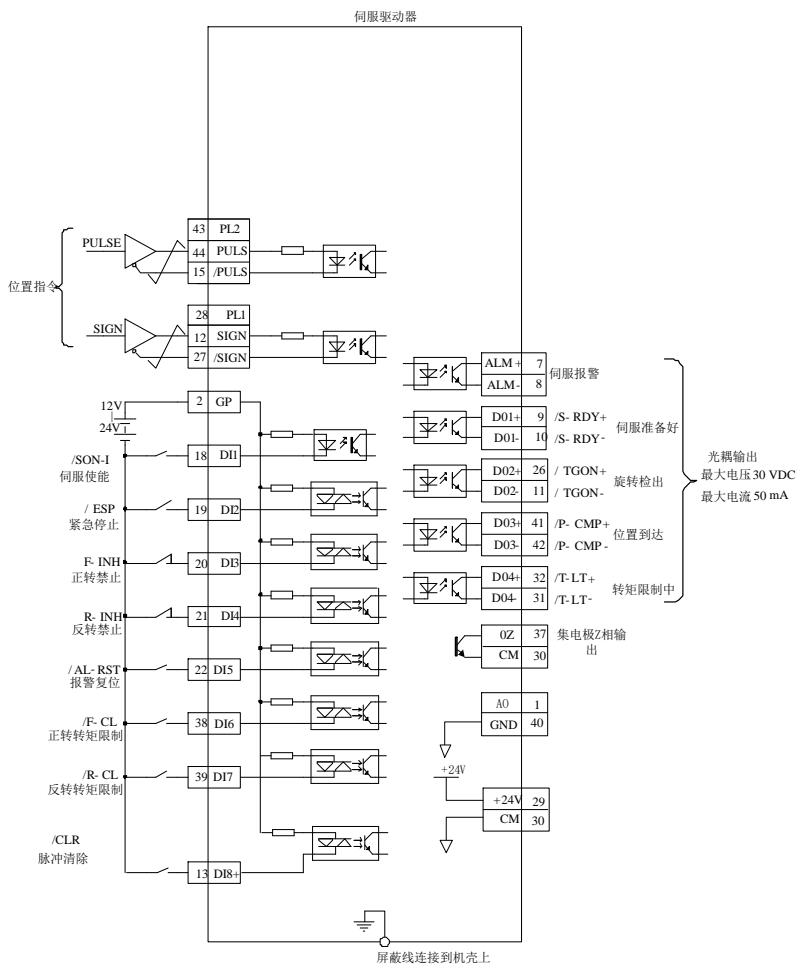 伺服驱动器
位置指令
PULSE
43 PL2
44 PULS
15 /PULS
SIGN
28 PL1
12 SIGN
27 /SIGN
12V
24V
2 GP
/SON-I
伺服使能
18 DI1
/ ESP
紧急停止
19 DI2
F- INH
正转禁止
20 DI3
R- INH
反转禁止
21 DI4
/ AL- RST
报警复位
22 DI5
/F- CL
正转转矩限制
38 DI6
/R- CL
反转转矩限制
39 DI7
/CLR
脉冲清除
13 DI8+
ALM + 7
ALM - 8
伺服报警
D01+ 9 /S- RDY+
D01- 10 /S- RDY-
伺服准备好
D02+ 26 / TGON+
D02- 11 / TGON-
旋转检出
D03+ 41 /P- CMP+
D03- 42 /P- CMP-
位置到达
D04+ 32 /T- LT+
D04- 31 /T- LT-
转矩限制中
光耦输出
最大电压 30 VDC
最大电流 50 mA
OZ 37
CM 30
集电极Z相输
出
AO 1
GND 40
+24V
+24V 29
CM 30
屏蔽线连接到机壳上